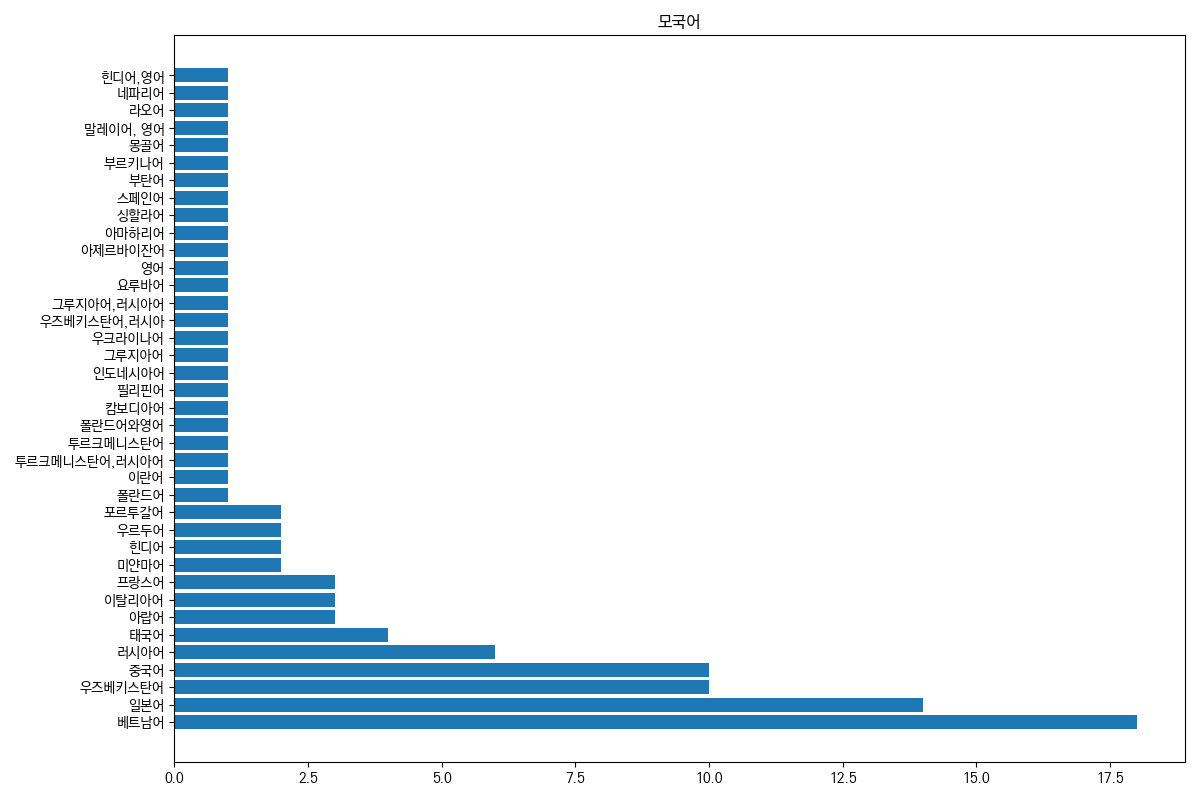 모국어
힌디어,영어
네파리어
라오어
말레이어, 영어
몽골어
부르키나어
부탄어
스페인어
싱할라어
아마하리어
아제르바이잔어
영어
요루바어
그루지아어,러시아어
우즈베키스탄어,러시아
우크라이나어
그루지아어
인도네시아어
필리핀어
캄보디아어
폴란드어와영어
투르크메니스탄어
투르크메니스탄어,러시아어
이란어
폴란드어
포르투갈어
우르두어
힌디어
미얀마어
프랑스어
이탈리아어
아랍어
태국어
러시아어
중국어
우즈베키스탄어
일본어
베트남어
0.0 2.5 5.0 7.5 10.0 12.5 15.0 17.5